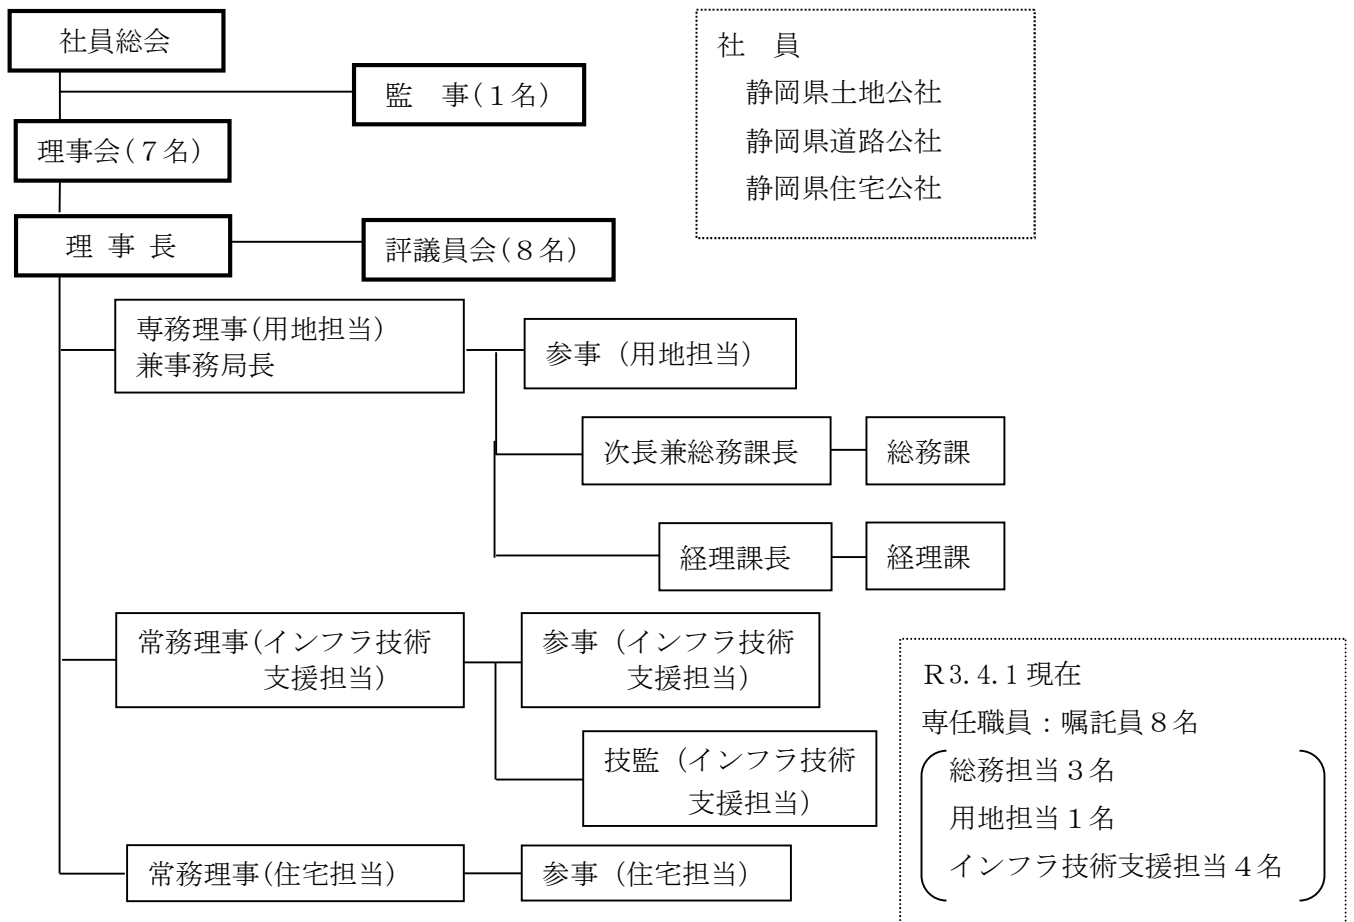 社員総会
社　員
静岡県土地公社
静岡県道路公社
静岡県住宅公社
監　事(１名)
理事会(７名)
理 事 長
評議員会(８名)
専務理事(用地担当)
兼事務局長
参事（用地担当）
次長兼総務課長
総務課
経理課長
経理課
常務理事(インフラ技術
支援担当)
参事（インフラ技術
支援担当）
技監（インフラ技術
支援担当）
常務理事(住宅担当)
参事（住宅担当）
Ｒ3.4.1 現在
専任職員：嘱託員８名
総務担当３名
用地担当１名
インフラ技術支援担当４名